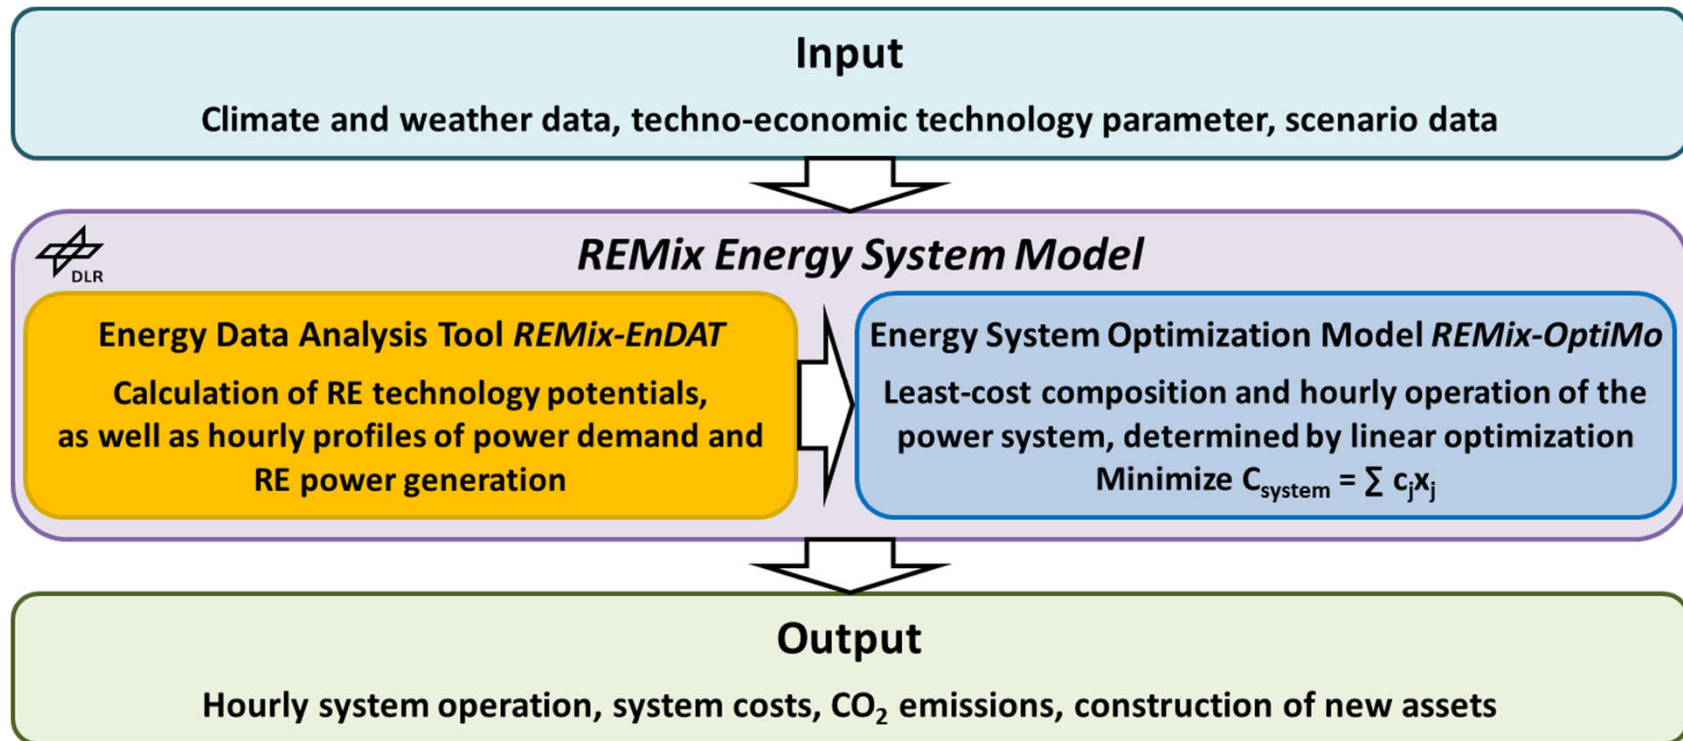 Input
Climate and weather data, techno-economic technology parameter, scenario data
DLR
REMix Energy System Model
Energy Data Analysis Tool REMix-EnDAT
Calculation of RE technology potentials,
as well as hourly profiles of power demand and
RE power generation
Energy System Optimization Model REMix-OptiMo
Least-cost composition and hourly operation of the
power system, determined by linear optimization
Minimize C_system = ∑ c_jx_j
Output
Hourly system operation, system costs, CO₂ emissions, construction of new assets